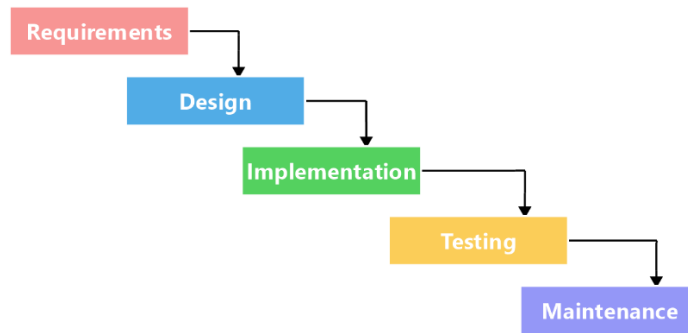 Requirements
Design
Implementation
Testing
Maintenance